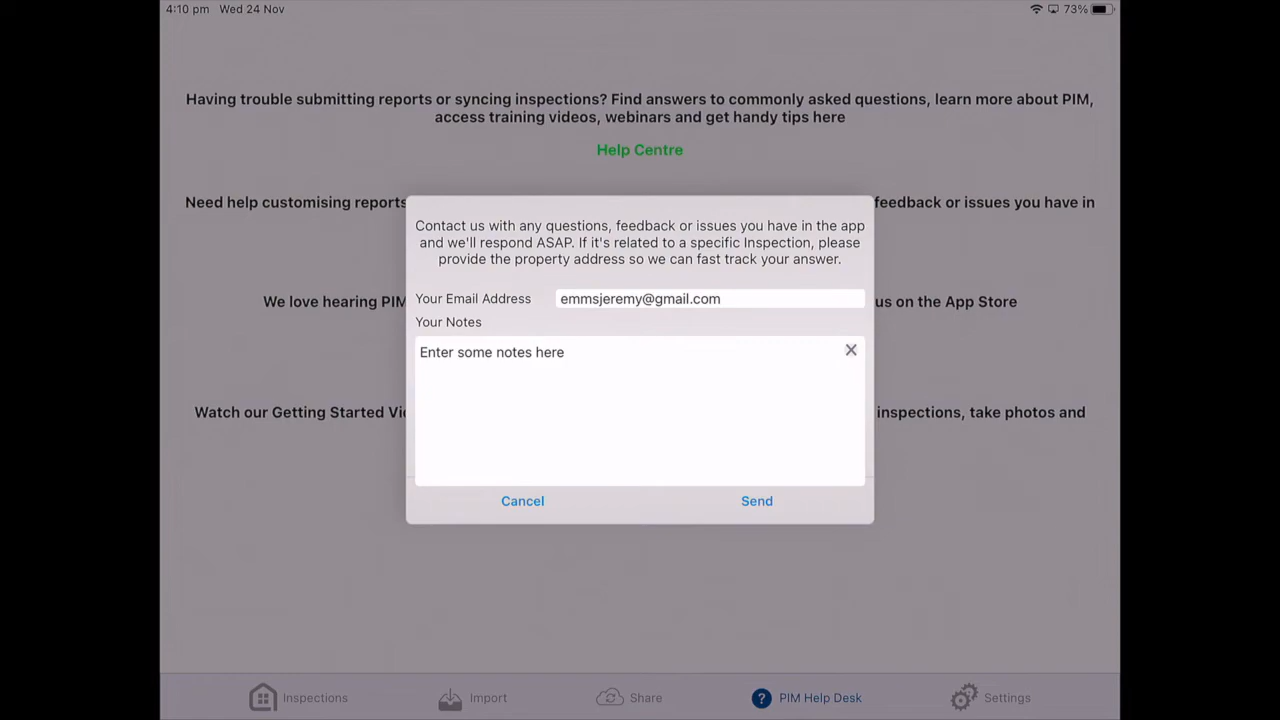 4:10 pm Wed 24 Nov
73%
Having trouble submitting reports or syncing inspections? Find answers to commonly asked questions, learn more about PIM,
access training videos, webinars and get handy tips here
Help Centre
Need help customising reports
feedback or issues you have in
Contact us with any questions, feedback or issues you have in the app
and we'll respond ASAP. If it's related to a specific Inspection, please
provide the property address so we can fast track your answer.
Your Email Address emmsjeremy@gmail.com
We love hearing PIM
us on the App Store
Your Notes
Enter some notes here
Watch our Getting Started
inspections, take photos and
Cancel Send
Inspections Import Share PIM Help Desk Settings